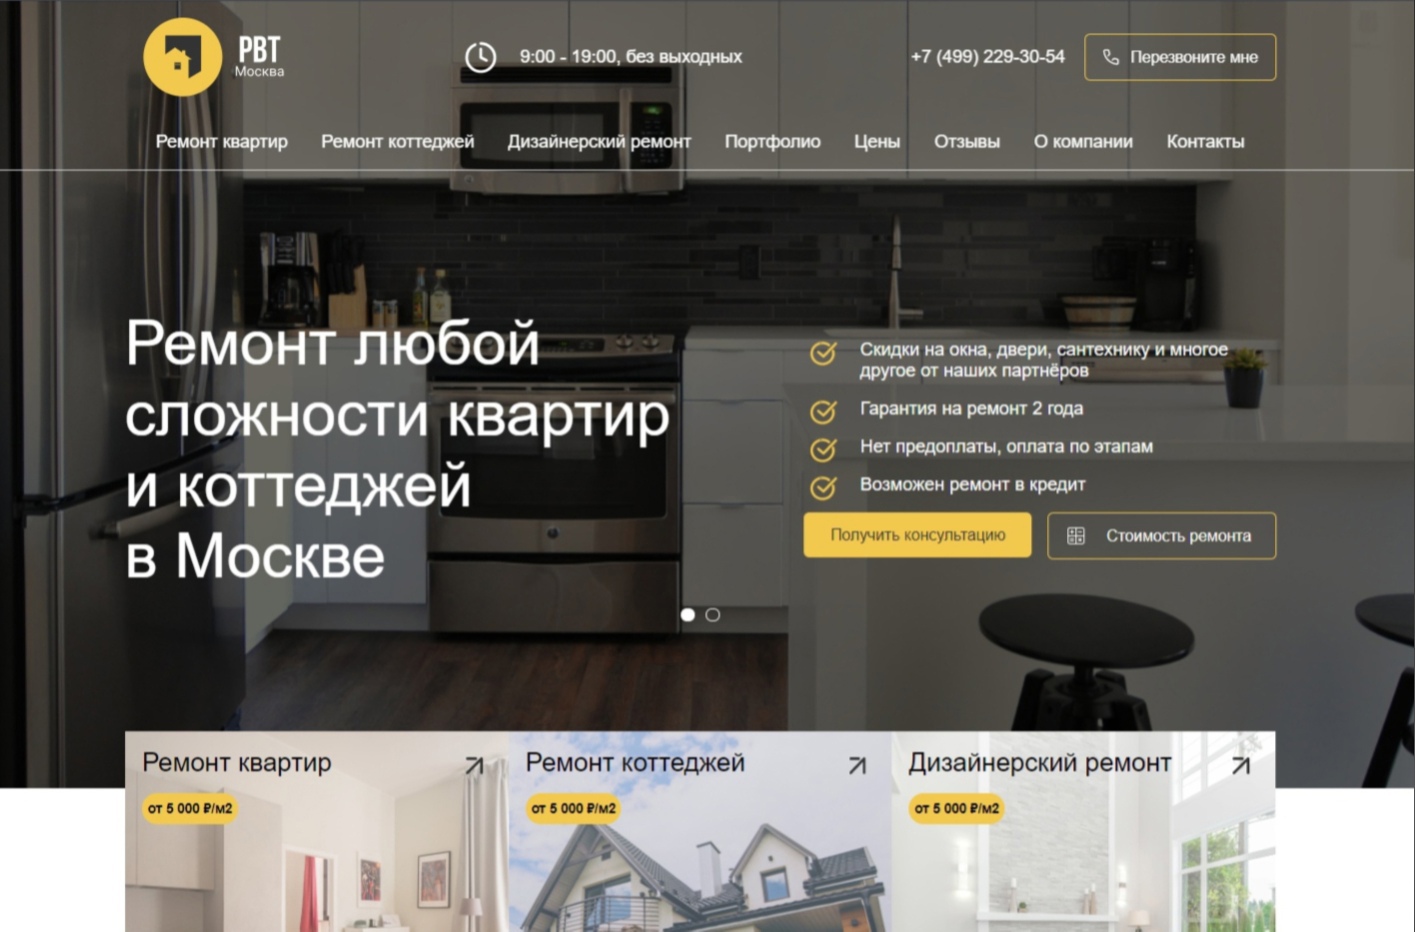 РВТ
Москва
9:00 - 19:00, без выходных
+7 (499) 229-30-54
Перезвоните мне
Ремонт квартир
Ремонт коттеджей
Дизайнерский ремонт
Портфолио
Цены
Отзывы
О компании
Контакты
Ремонт любой
сложности квартир
и коттеджей
в Москве
Скидки на окна, двери, сантехнику и многое
другое от наших партнёров
Гарантия на ремонт 2 года
Нет предоплаты, оплата по этапам
Возможен ремонт в кредит
Получить консультацию
Стоимость ремонта
Ремонт квартир
от 5 000 ₽/м2
Ремонт коттеджей
от 5 000 ₽/м2
Дизайнерский ремонт
от 5 000 ₽/м2